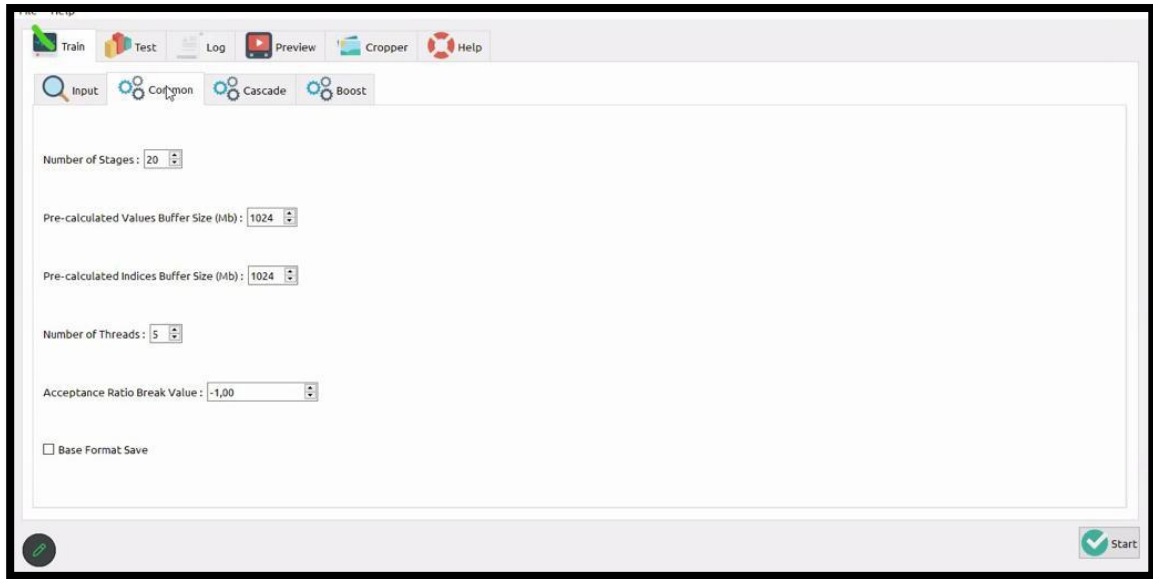 File Help
Train Test Log Preview Cropper Help
Input Common Cascade Boost
Number of Stages : 20
Pre-calculated Values Buffer Size (Mb) : 1024
Pre-calculated Indices Buffer Size (Mb) : 1024
Number of Threads : 5
Acceptance Ratio Break Value : -1,00
Base Format Save
Start